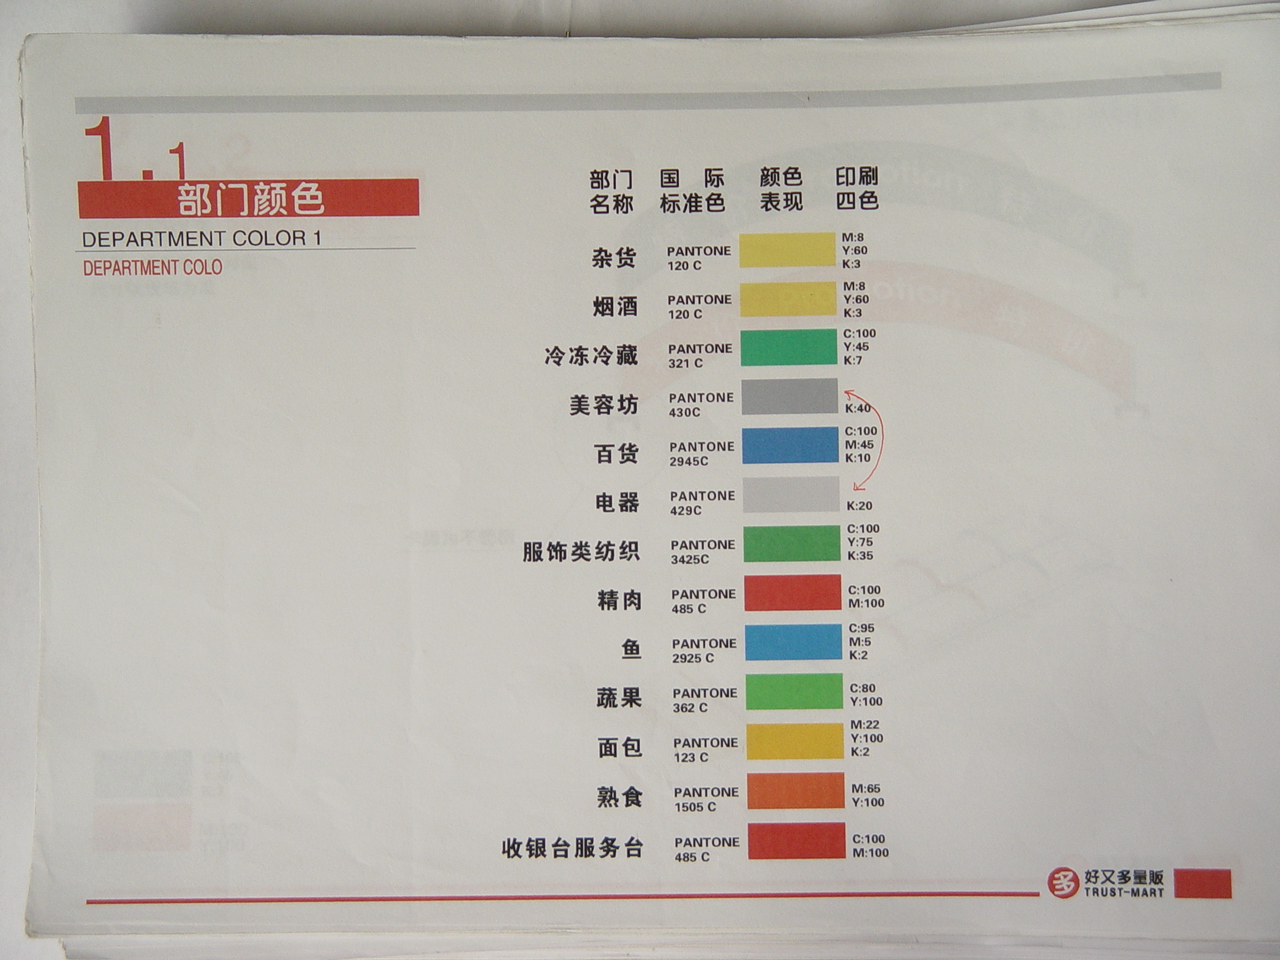 1.1
部门颜色
DEPARTMENT COLOR 1
DEPARTMENT COLO
部门 国 际 颜色 印刷
名称 标准色 表现 四色
杂货 PANTONE 120 C M:8 Y:60 K:3
烟酒 PANTONE 120 C M:8 Y:60 K:3
冷冻冷藏 PANTONE 321 C C:100 Y:45 K:7
美容坊 PANTONE 430C K:40
百货 PANTONE 2945C C:100 M:45 K:10
电器 PANTONE 429C K:20
服饰类纺织 PANTONE 3425C C:100 Y:75 K:35
精肉 PANTONE 485 C C:100 M:100
鱼 PANTONE 2925 C C:95 M:5 K:2
蔬果 PANTONE 362 C C:80 Y:100
面包 PANTONE 123 C M:22 Y:100 K:2
熟食 PANTONE 1505 C M:65 Y:100
收银台服务台 PANTONE 485 C C:100 M:100
多 好又多量贩
TRUST-MART